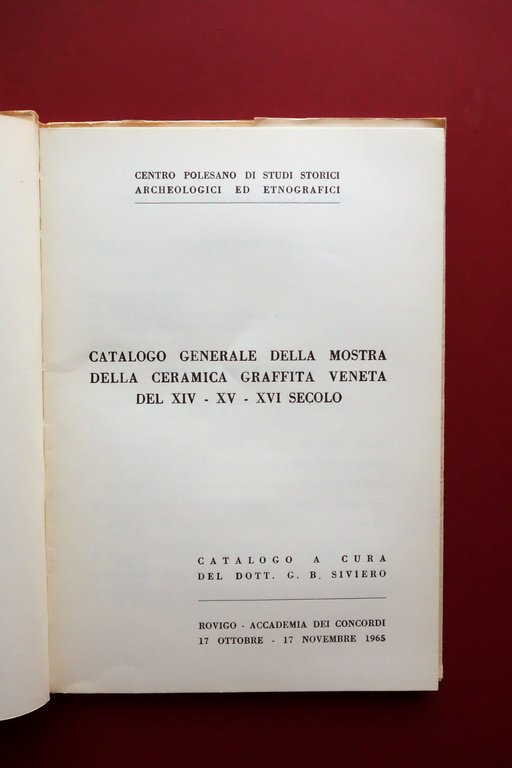 CENTRO POLESANO DI STUDI STORICI
ARCHEOLOGICI ED ETNOGRAFICI
CATALOGO GENERALE DELLA MOSTRA
DELLA CERAMICA GRAFFITA VENETA
DEL XIV - XV - XVI SECOLO
CATALOGO A CURA
DEL DOTT. G. B. SIVIERO
ROVIGO - ACCADEMIA DEI CONCORDI
17 OTTOBRE - 17 NOVEMBRE 1965